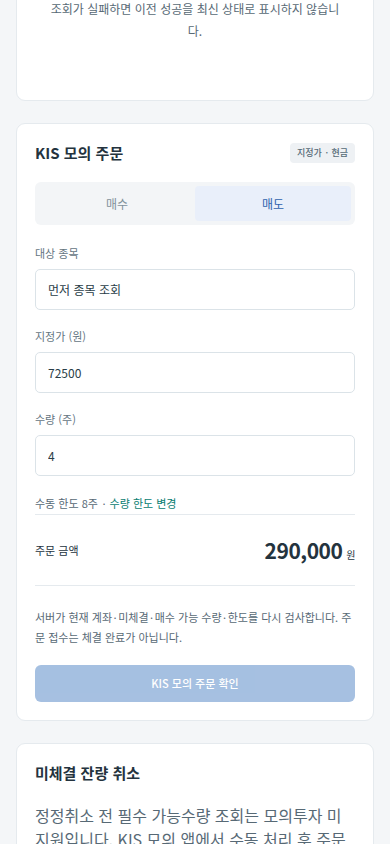 조회가 실패하면 이전 성공을 최신 상태로 표시하지 않습니
다.
KIS 모의 주문
지정가 · 현금
매수
매도
대상 종목
먼저 종목 조회
지정가 (원)
72500
수량 (주)
4
수동 한도 8주 · 수량 한도 변경
주문 금액
290,000 원
서버가 현재 계좌·미체결·매수 가능 수량·한도를 다시 검사합니다. 주
문 접수는 체결 완료가 아닙니다.
KIS 모의 주문 확인
미체결 잔량 취소
정정취소 전 필수 가능수량 조회는 모의투자 미
지원입니다. KIS 모의 앱에서 수동 처리 후 주문